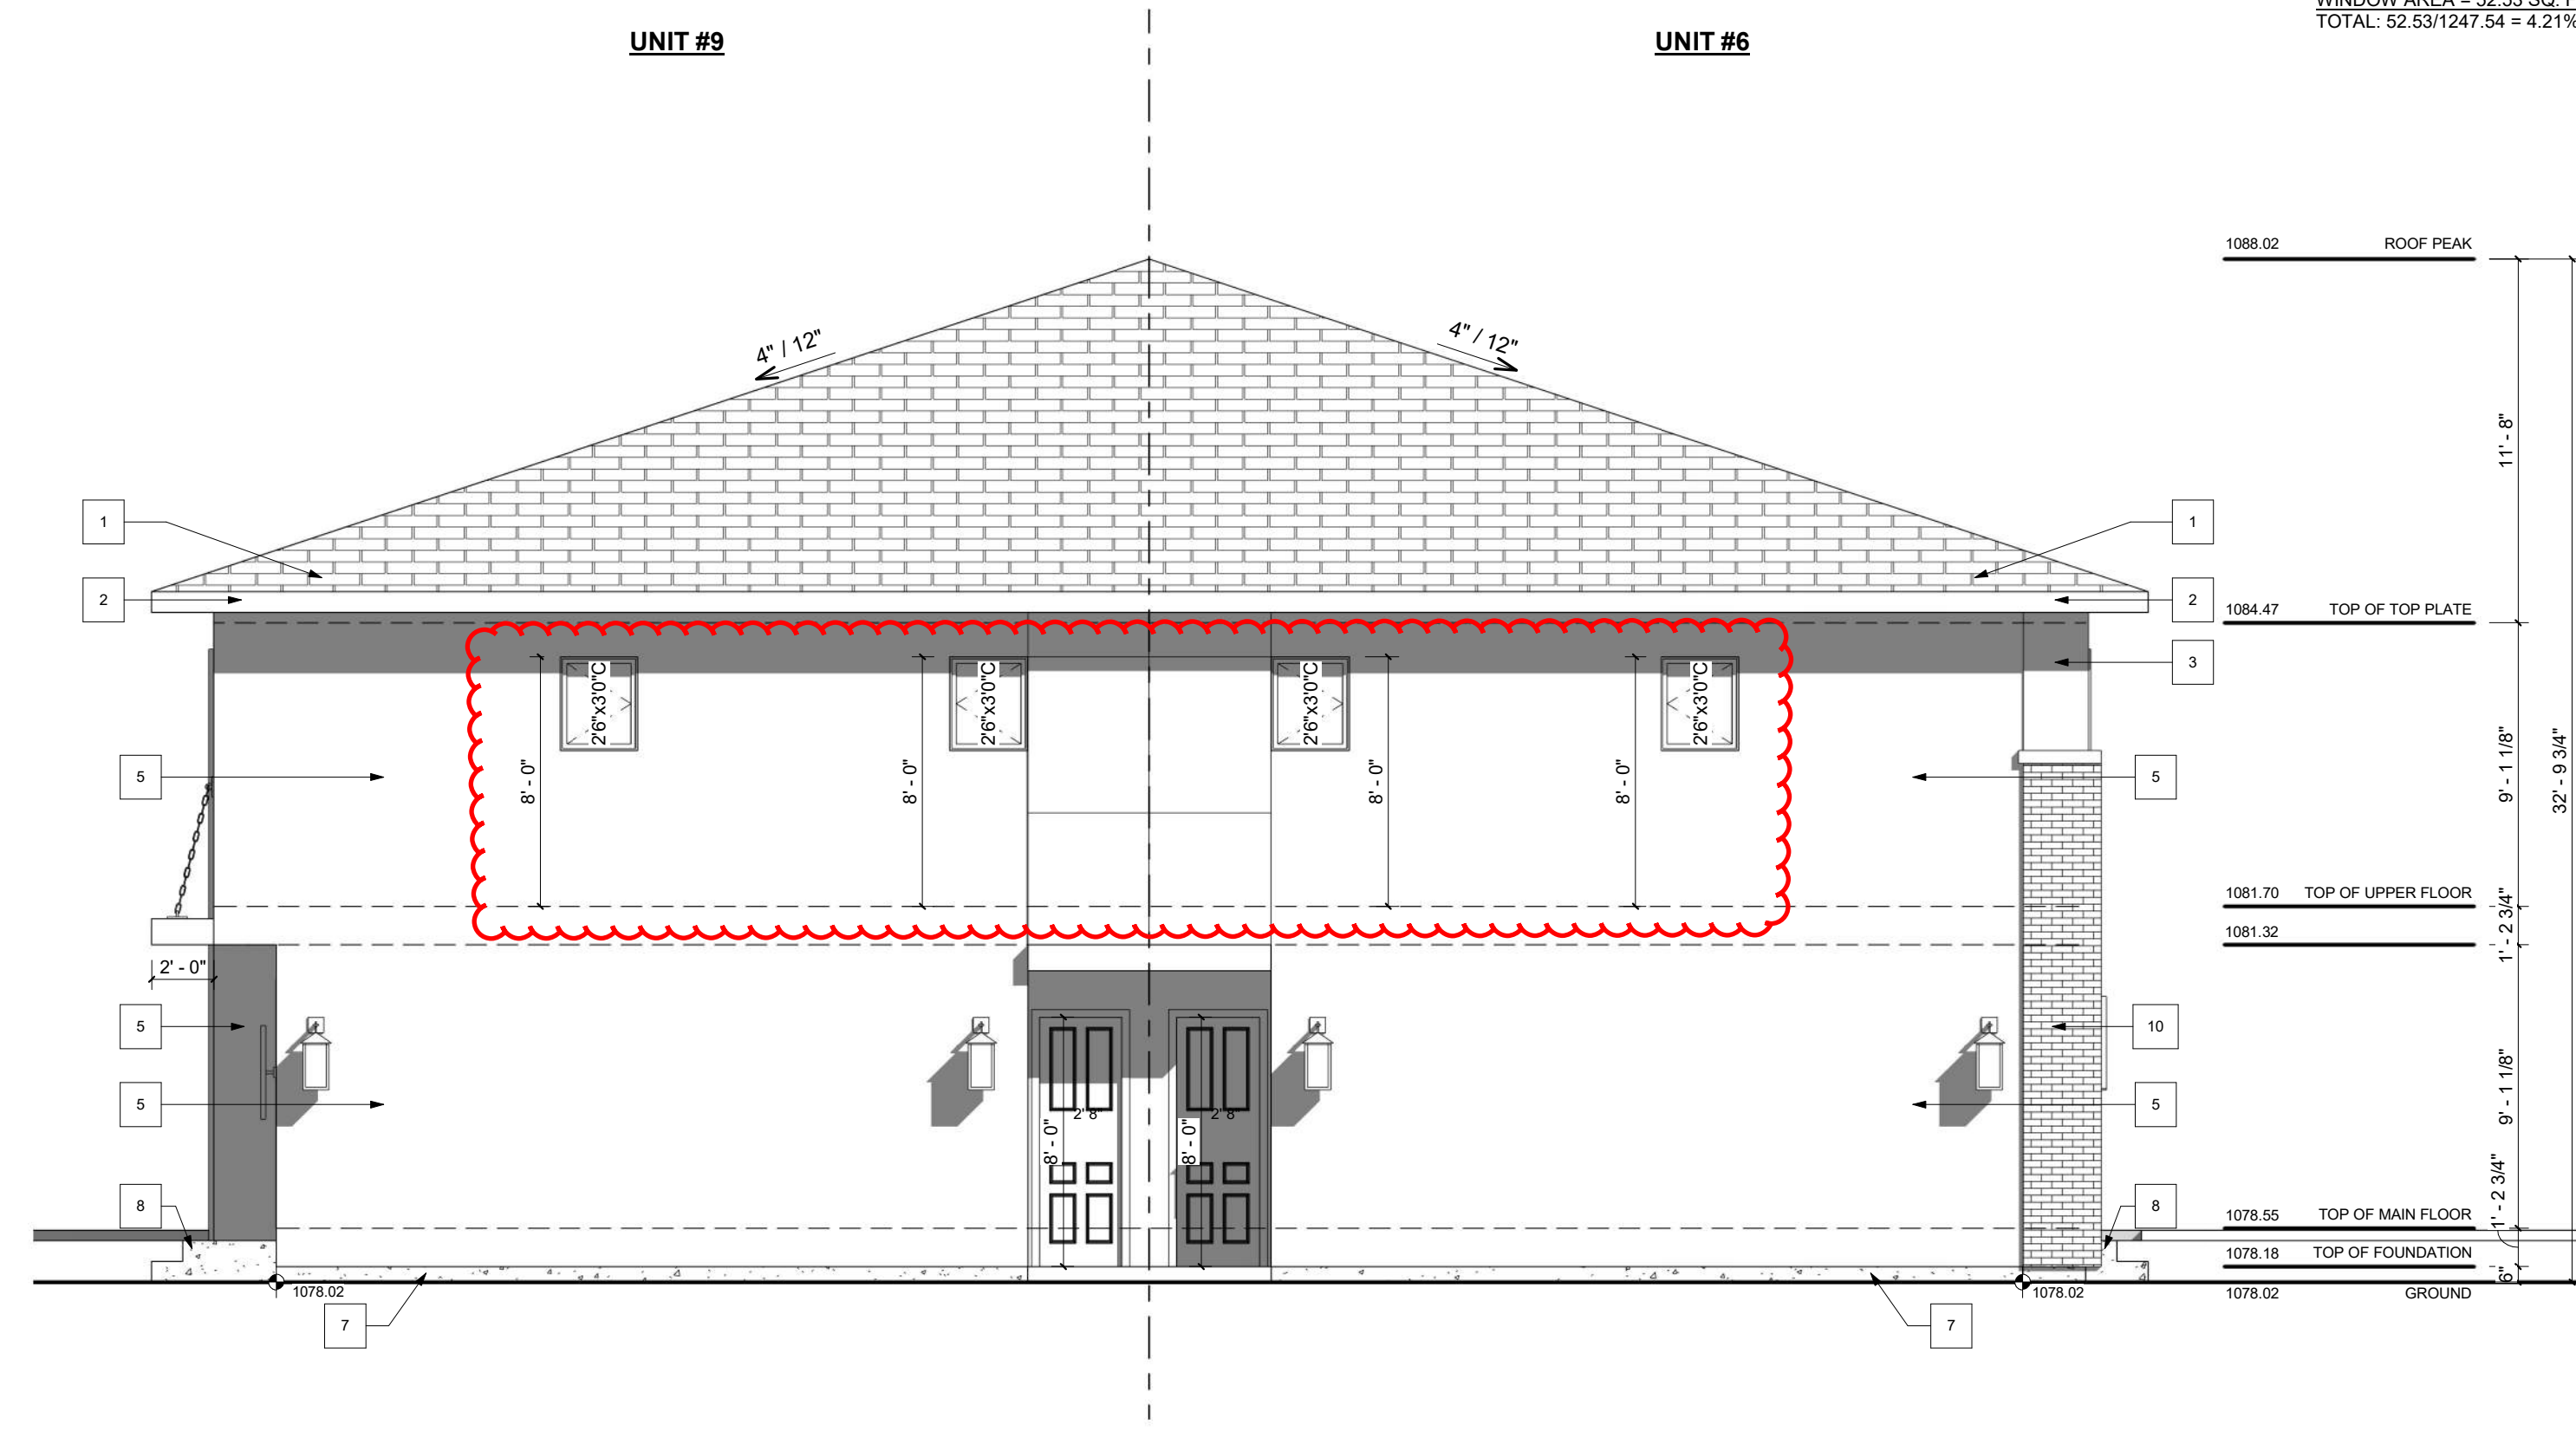 WINDOW AREA = 52.53 SQ. F
TOTAL: 52.53/1247.54 = 4.21%
UNIT #9
UNIT #6
1088.02 ROOF PEAK
4" / 12"
4" / 12"
11' - 8"
1
1
2
2
1084.47 TOP OF TOP PLATE
3
2'6"x3'0"C
2'6"x3'0"C
2'6"x3'0"C
2'6"x3'0"C
8' - 0"
8' - 0"
8' - 0"
8' - 0"
5
5
9' - 1 1/8"
32' - 9 3/4"
1081.70 TOP OF UPPER FLOOR
1' - 2 3/4"
1081.32
2' - 0"
5
10
5
5
2'8"
2'8"
8' - 0"
8' - 0"
9' - 1 1/8"
8
8
1078.55 TOP OF MAIN FLOOR
1' - 2 3/4"
1078.18 TOP OF FOUNDATION
6"
1078.02
1078.02
1078.02 GROUND
7
7